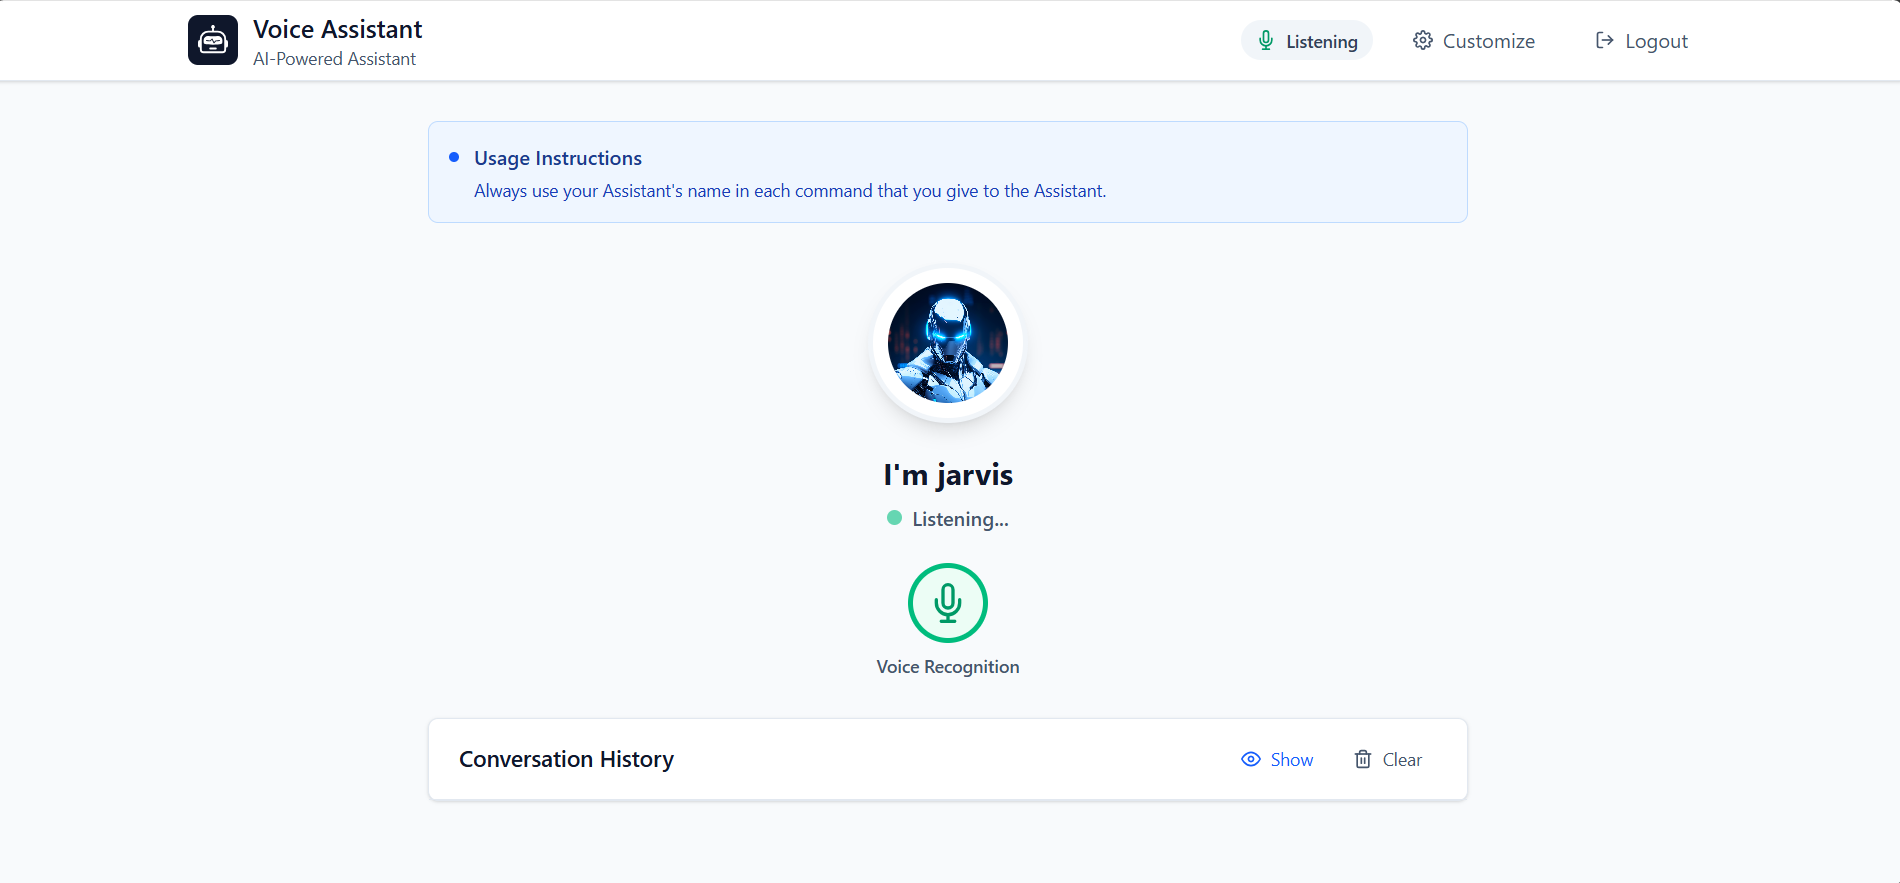 Voice Assistant
AI-Powered Assistant
Listening
Customize
Logout
Usage Instructions
Always use your Assistant's name in each command that you give to the Assistant.
I'm jarvis
Listening...
Voice Recognition
Conversation History
Show
Clear